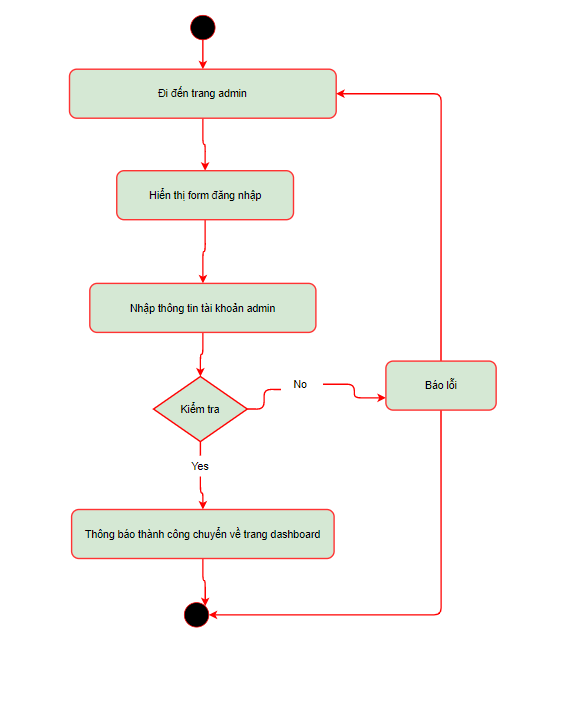 Đi đến trang admin
Hiển thị form đăng nhập
Nhập thông tin tài khoản admin
Kiểm tra
No
Báo lỗi
Yes
Thông báo thành công chuyển về trang dashboard